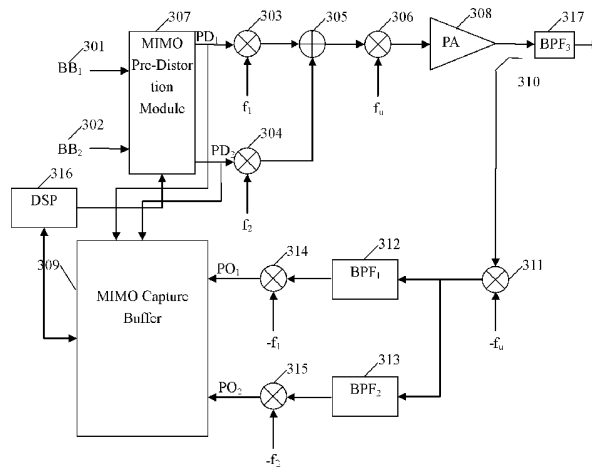 307
303
305
306
308
317
301
MIMO
Pre-Distor
tion
Module
PD1
PA
BPF3
BB1
310
f1
fu
302
304
BB2
PD2
316
DSP
f2
314
312
309
PO1
BPF1
311
MIMO Capture
Buffer
-f1
-fu
315
313
PO2
BPF2
-f2